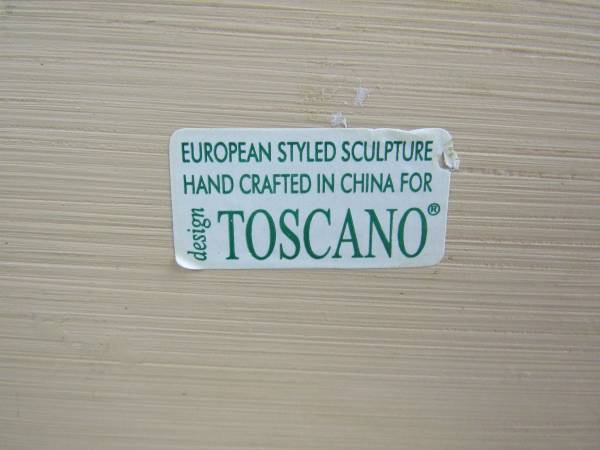 EUROPEAN STYLED SCULPTURE
HAND CRAFTED IN CHINA FOR
design TOSCANO®